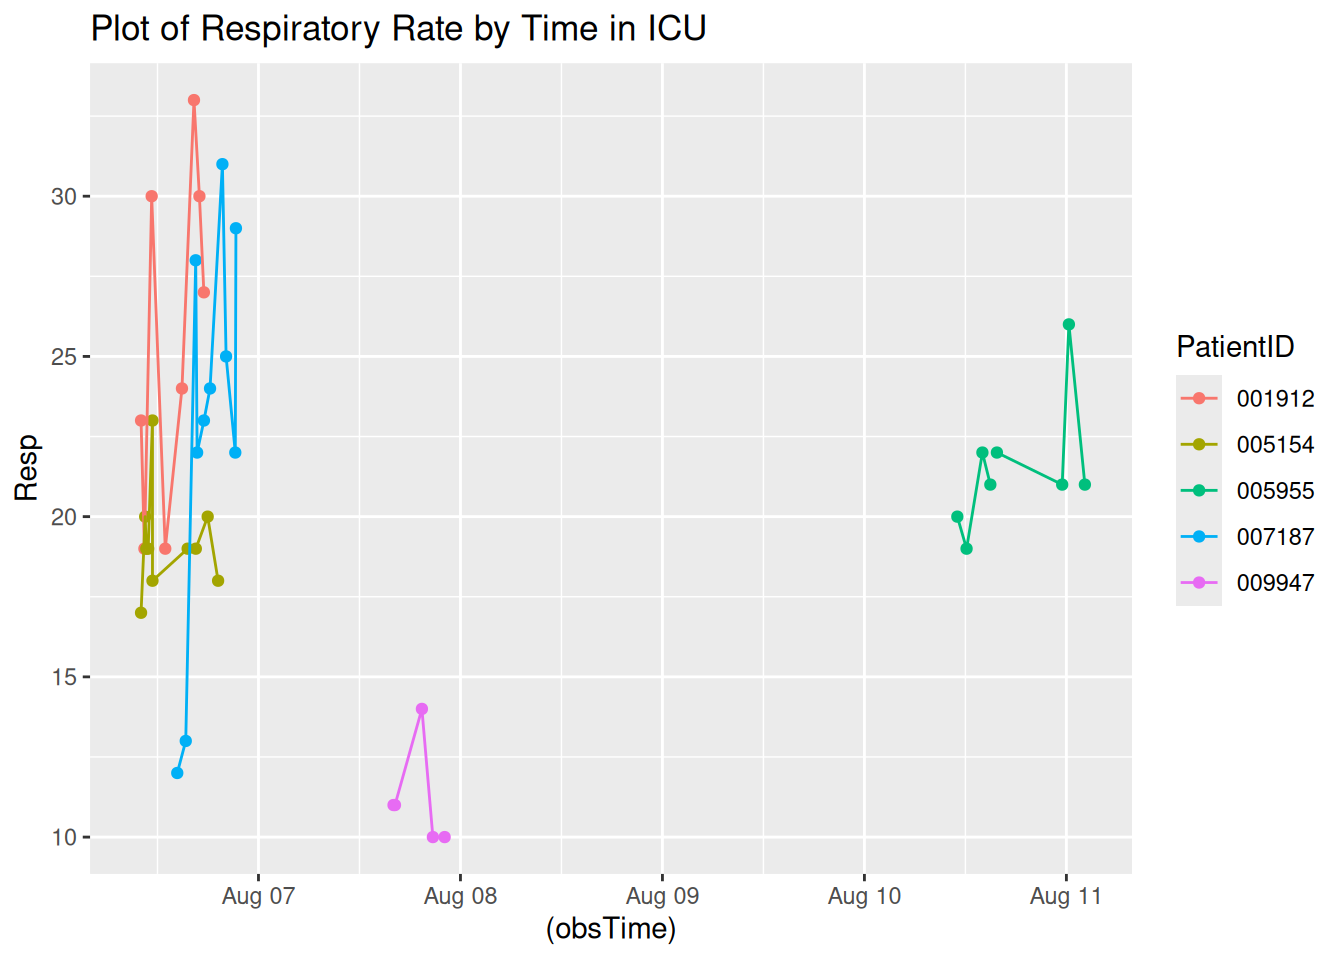 Plot of Respiratory Rate by Time in ICU
Resp
30
25
20
15
10
Aug 07
Aug 08
Aug 09
Aug 10
Aug 11
(obsTime)
PatientID
001912
005154
005955
007187
009947